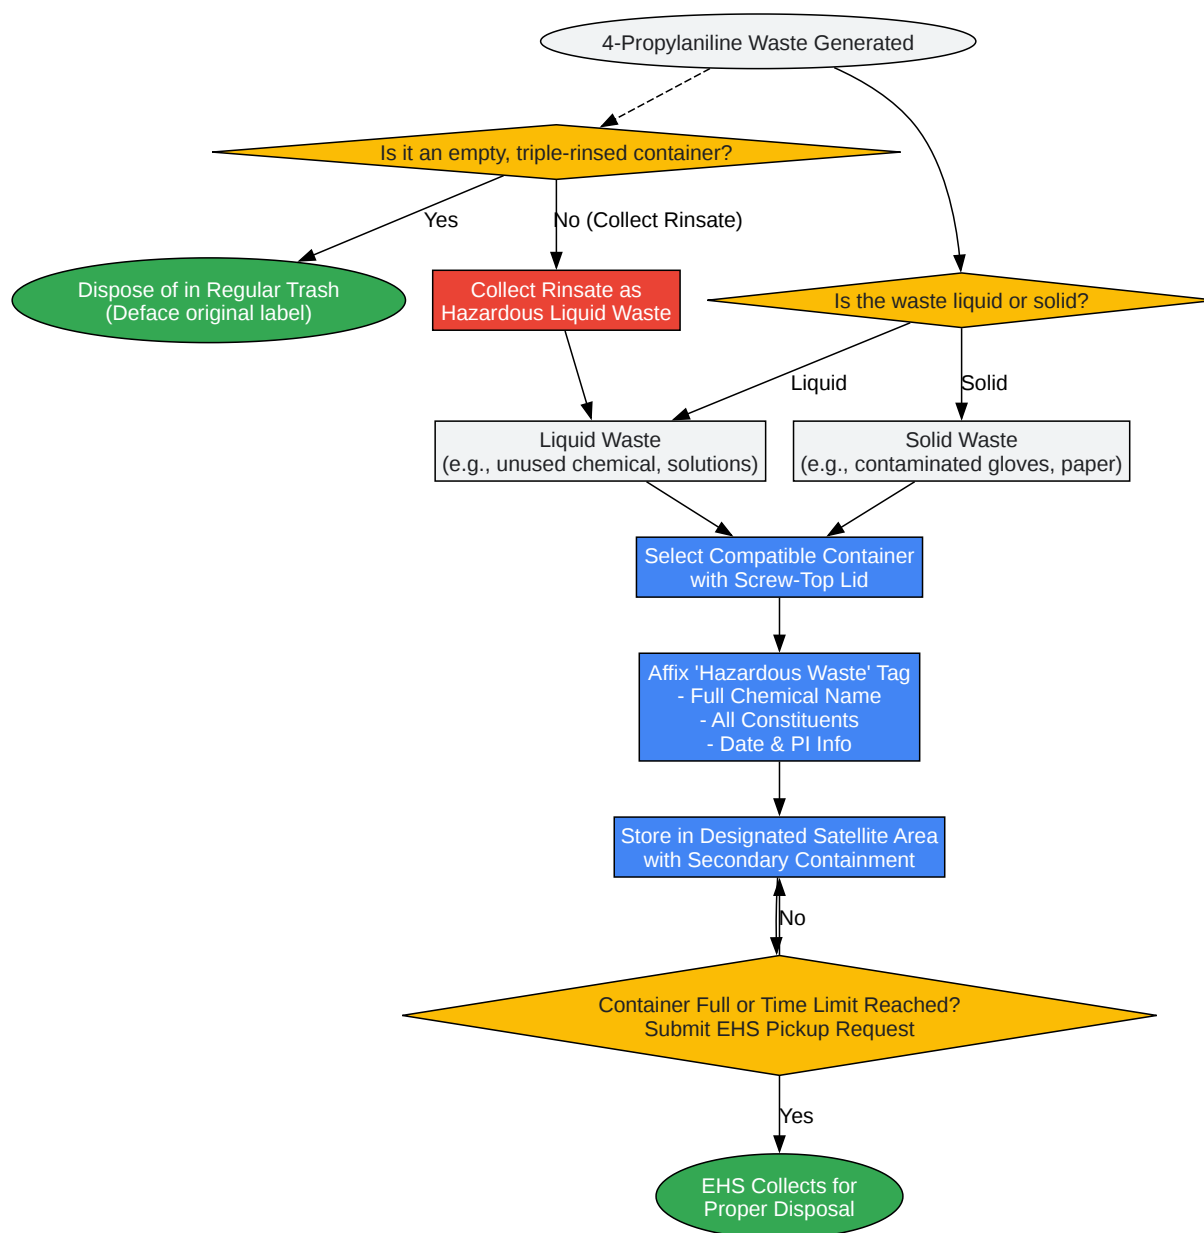 4-Propylaniline Waste Generated
Is it an empty, triple-rinsed container?
Yes
No (Collect Rinsate)
Dispose of in Regular Trash
(Deface original label)
Collect Rinsate as
Hazardous Liquid Waste
Is the waste liquid or solid?
Liquid
Solid
Liquid Waste
(e.g., unused chemical, solutions)
Solid Waste
(e.g., contaminated gloves, paper)
Select Compatible Container
with Screw-Top Lid
Affix 'Hazardous Waste' Tag
- Full Chemical Name
- All Constituents
- Date & PI Info
Store in Designated Satellite Area
with Secondary Containment
No
Container Full or Time Limit Reached?
Submit EHS Pickup Request
Yes
EHS Collects for
Proper Disposal